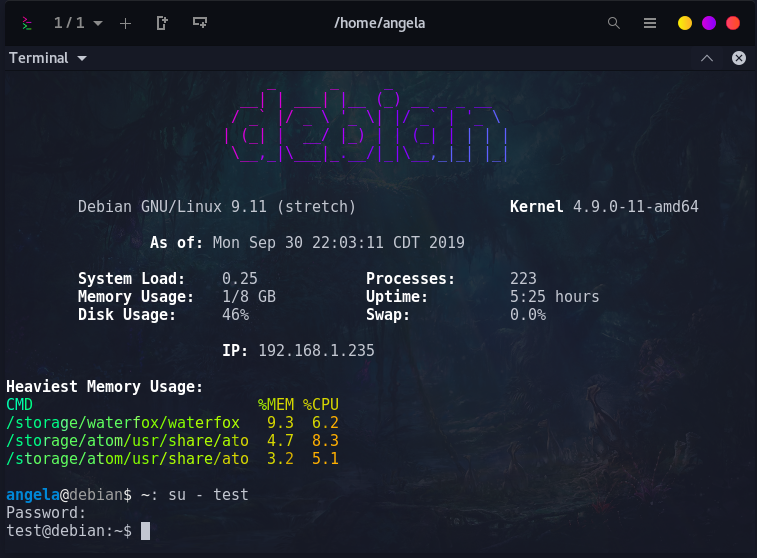 1 / 1
/home/angela
Terminal
debian
Debian GNU/Linux 9.11 (stretch) Kernel 4.9.0-11-amd64
As of: Mon Sep 30 22:03:11 CDT 2019
System Load: 0.25 Processes: 223
Memory Usage: 1/8 GB Uptime: 5:25 hours
Disk Usage: 46% Swap: 0.0%
IP: 192.168.1.235
Heaviest Memory Usage:
CMD %MEM %CPU
/storage/waterfox/waterfox 9.3 6.2
/storage/atom/usr/share/ato 4.7 8.3
/storage/atom/usr/share/ato 3.2 5.1
angela@debian$ ~: su - test
Password:
test@debian:~$